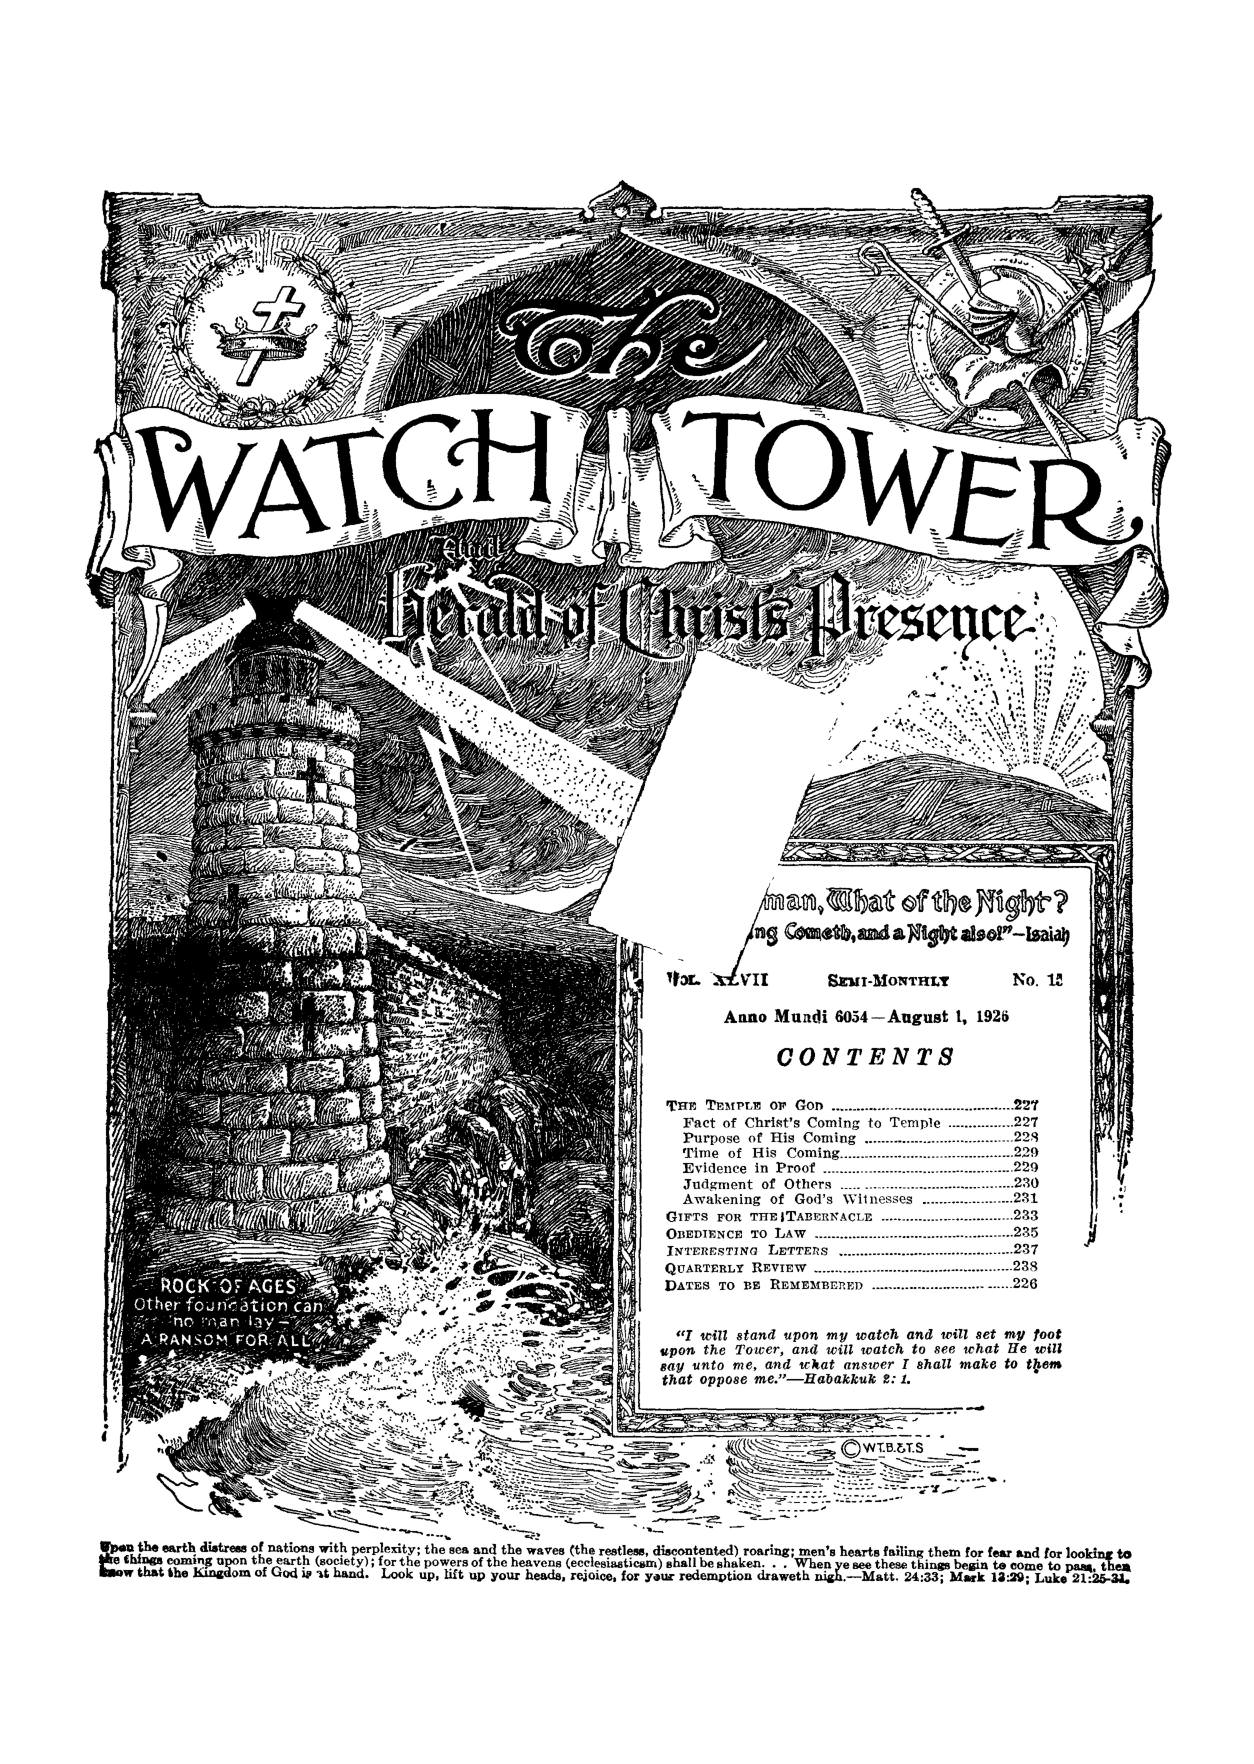 The
WATCH TOWER,
And
Herald of Christ's Presence
man, What of the Night?
ng Cometh, and a Night also!"—Isaiah
VOL. XLVII SEMI-MONTHLY No.
Anno Mundi 6054—August 1, 1926
CONTENTS
THE TEMPLE OF GOD 227
Fact of Christ's Coming to Temple 227
Purpose of His Coming 228
Time of His Coming 229
Evidence in Proof 229
Judgment of Others 230
Awakening of God's Witnesses 231
GIFTS FOR THE TABERNACLE 233
OBEDIENCE TO LAW 235
INTERESTING LETTERS 237
QUARTERLY REVIEW 238
DATES TO BE REMEMBERED 226
"I will stand upon my watch and will set my foot
upon the Tower, and will watch to see what He will
say unto me, and what answer I shall make to them
that oppose me."—Habakkuk 2: 1.
ROCK OF AGES
Other foundation can
no man lay—
A RANSOM FOR ALL
©W.T.B.&T.S
Upon the earth distress of nations with perplexity; the sea and the waves (the restless, discontented) roaring; men's hearts failing them for fear and for looking to
the things coming upon the earth (society); for the powers of the heavens (ecclesiasticsm) shall be shaken. . . When ye see these things begin to come to pass, then
know that the Kingdom of God is at hand. Look up, lift up your heads, rejoice, for your redemption draweth nigh.—Matt. 24:33; Mark 13:29; Luke 21:25-31.